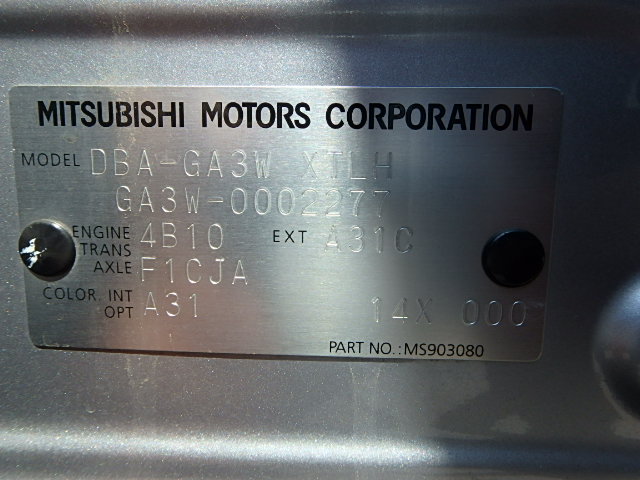 MITSUBISHI MOTORS CORPORATION
MODEL DBA-GA3W XTLH
GA3W-0002277
ENGINE 4B10 EXT A31C
TRANS
AXLE F1CJA
COLOR. INT
OPT A31 14X 000
PART NO.:MS903080